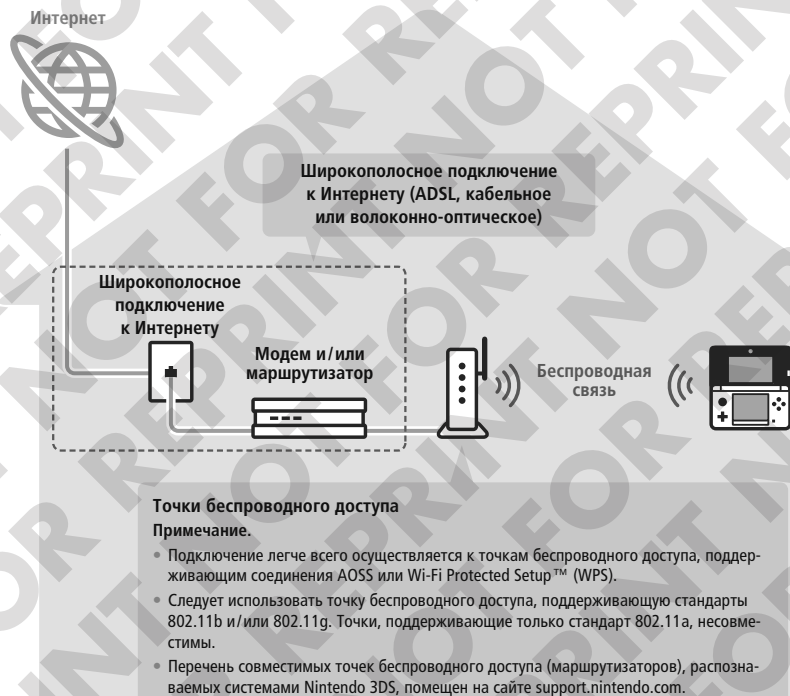 Интернет
Широкополосное подключение
к Интернету (ADSL, кабельное
или волоконно-оптическое)
Широкополосное
подключение
к Интернету
Модем и/или
маршрутизатор
Беспроводная
связь
Точки беспроводного доступа
Примечание.
• Подключение легче всего осуществляется к точкам беспроводного доступа, поддер-
живающим соединения AOSS или Wi-Fi Protected Setup™ (WPS).
• Следует использовать точку беспроводного доступа, поддерживающую стандарты
802.11b и/или 802.11g. Точки, поддерживающие только стандарт 802.11a, несовме-
стимы.
• Перечень совместимых точек беспроводного доступа (маршрутизаторов), распозна-
ваемых системами Nintendo 3DS, помещен на сайте support.nintendo.com.
NOT FOR REPRINT